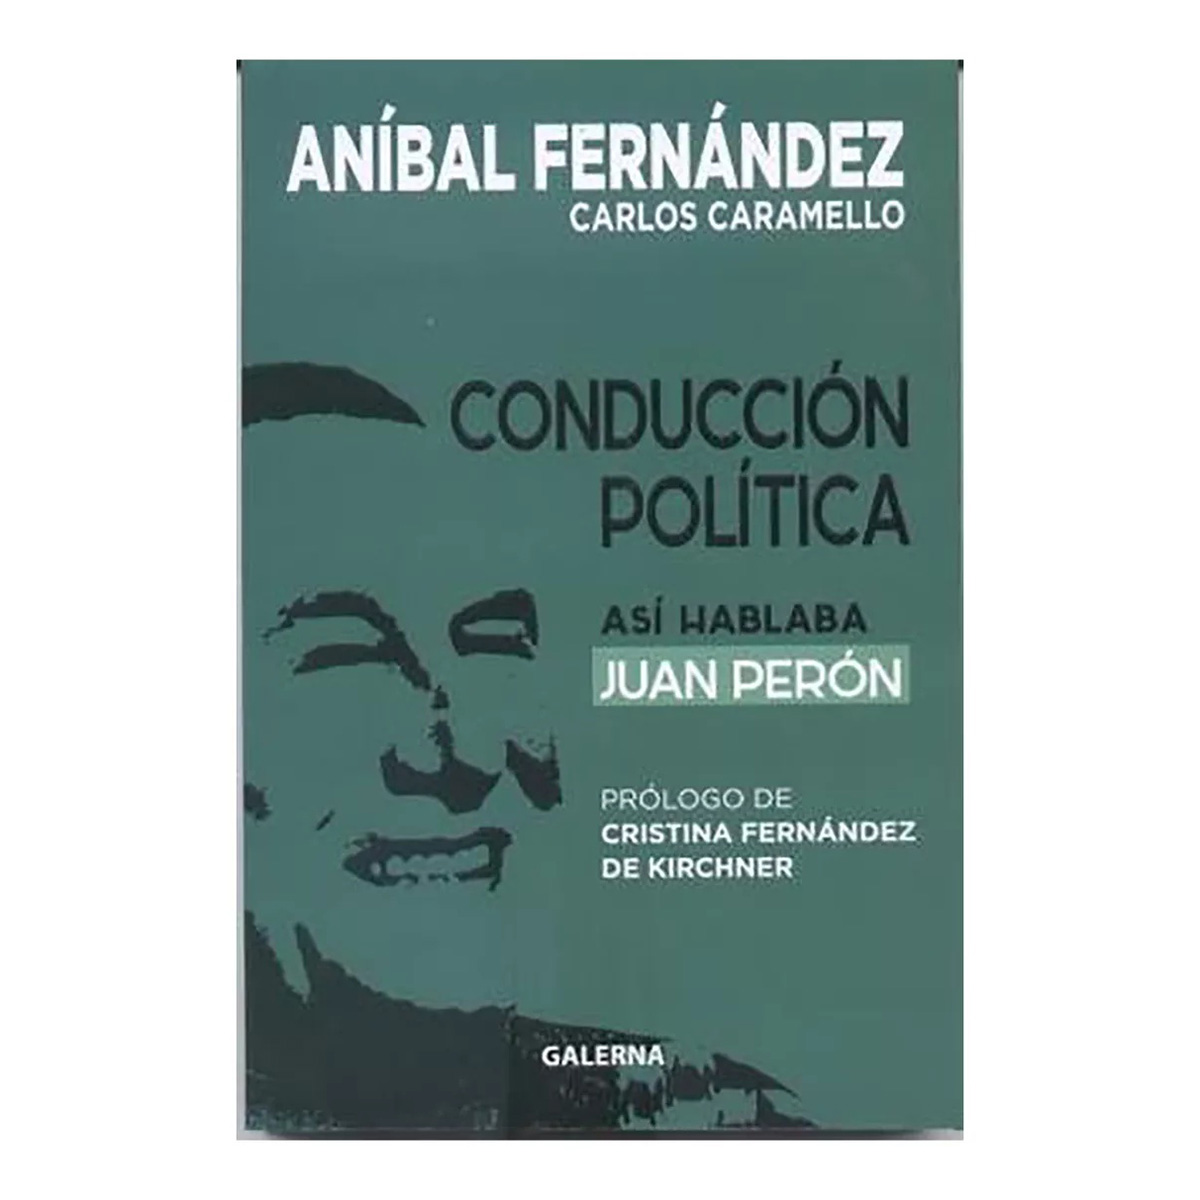 ANÍBAL FERNÁNDEZ
CARLOS CARAMELLO
CONDUCCIÓN
POLÍTICA
ASÍ HABLABA
JUAN PERÓN
PRÓLOGO DE
CRISTINA FERNÁNDEZ
DE KIRCHNER
GALERNA